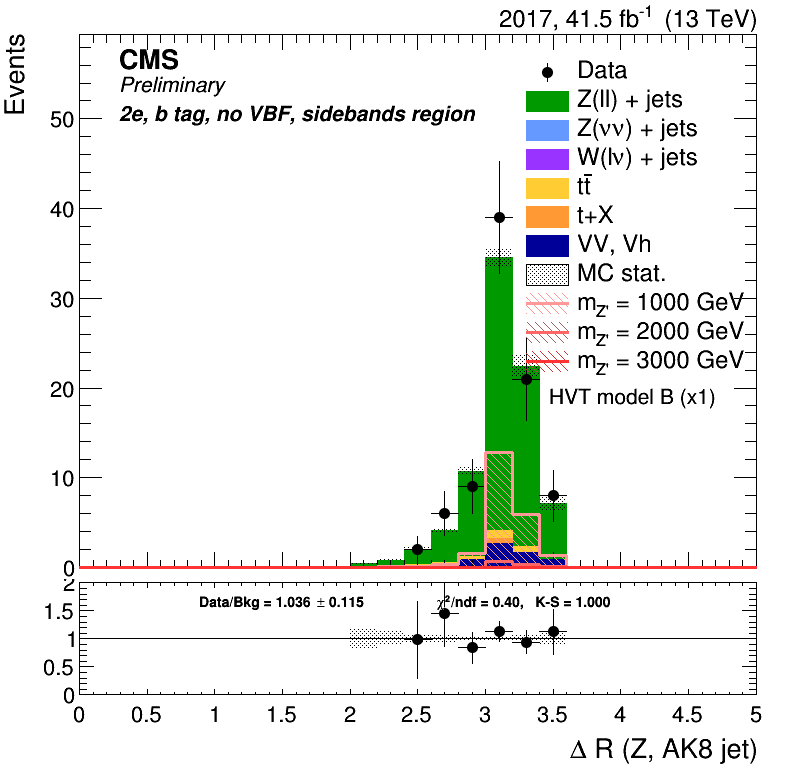 2017, 41.5 fb⁻¹ (13 TeV)
Events
CMS
Preliminary
2e, b tag, no VBF, sidebands region
Data
Z(ll) + jets
Z(νν) + jets
W(lν) + jets
tt̄
t+X
VV, Vh
MC stat.
m_Z' = 1000 GeV
m_Z' = 2000 GeV
m_Z' = 3000 GeV
HVT model B (x1)
50
40
30
20
10
0
Data/Bkg = 1.036 ± 0.115
χ²/ndf = 0.40, K-S = 1.000
2
1.5
1
0.5
0
0 0.5 1 1.5 2 2.5 3 3.5 4 4.5 5
Δ R (Z, AK8 jet)